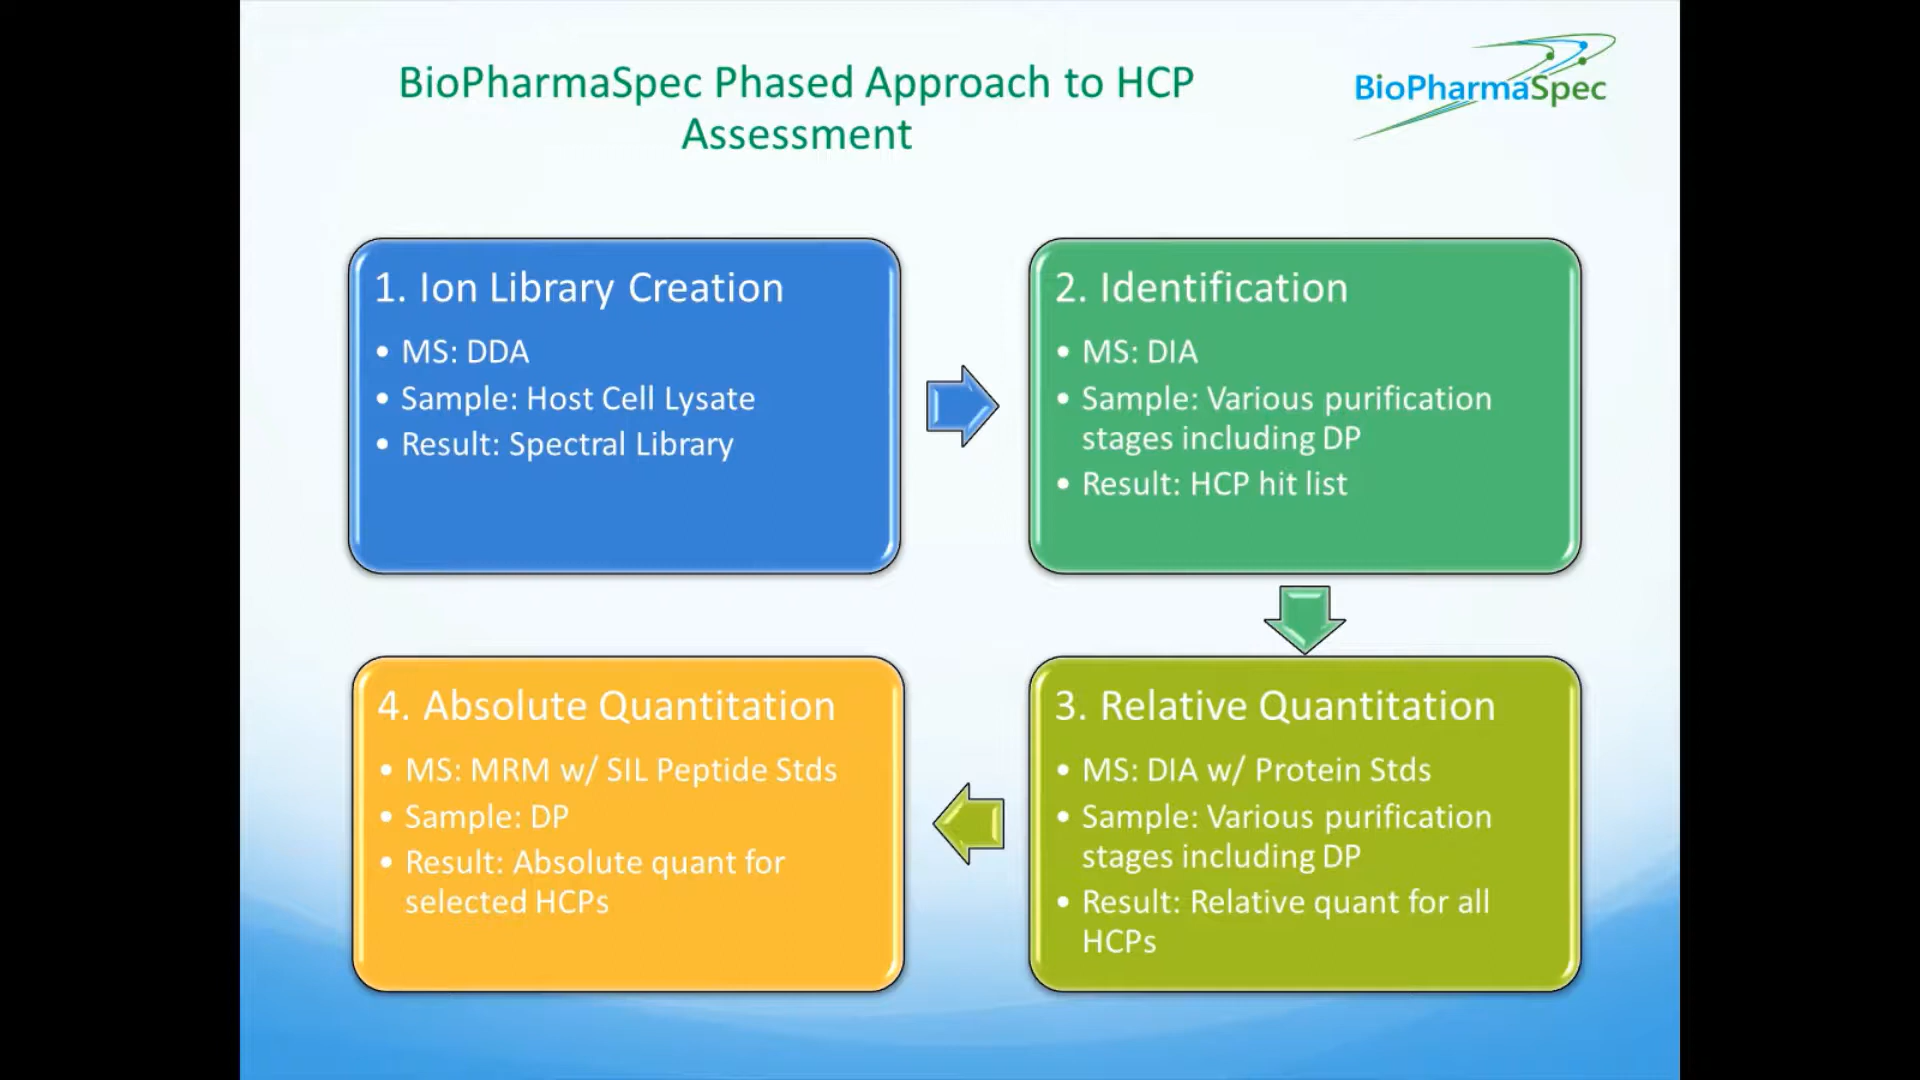 BioPharmaSpec Phased Approach to HCP
Assessment
BioPharmaSpec
1. Ion Library Creation
• MS: DDA
• Sample: Host Cell Lysate
• Result: Spectral Library
2. Identification
• MS: DIA
• Sample: Various purification
stages including DP
• Result: HCP hit list
3. Relative Quantitation
• MS: DIA w/ Protein Stds
• Sample: Various purification
stages including DP
• Result: Relative quant for all
HCPs
4. Absolute Quantitation
• MS: MRM w/ SIL Peptide Stds
• Sample: DP
• Result: Absolute quant for
selected HCPs